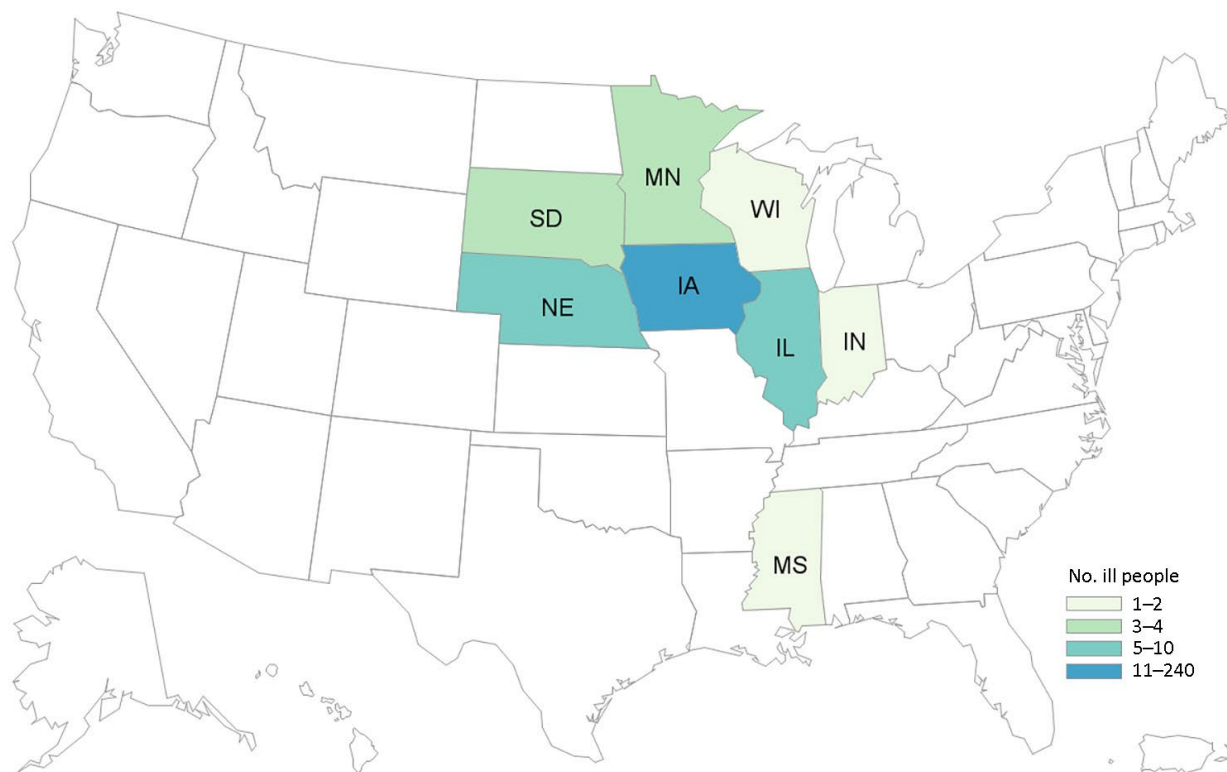 MN
SD
WI
IA
NE
IL
IN
MS
No. ill people
1–2
3–4
5–10
11–240